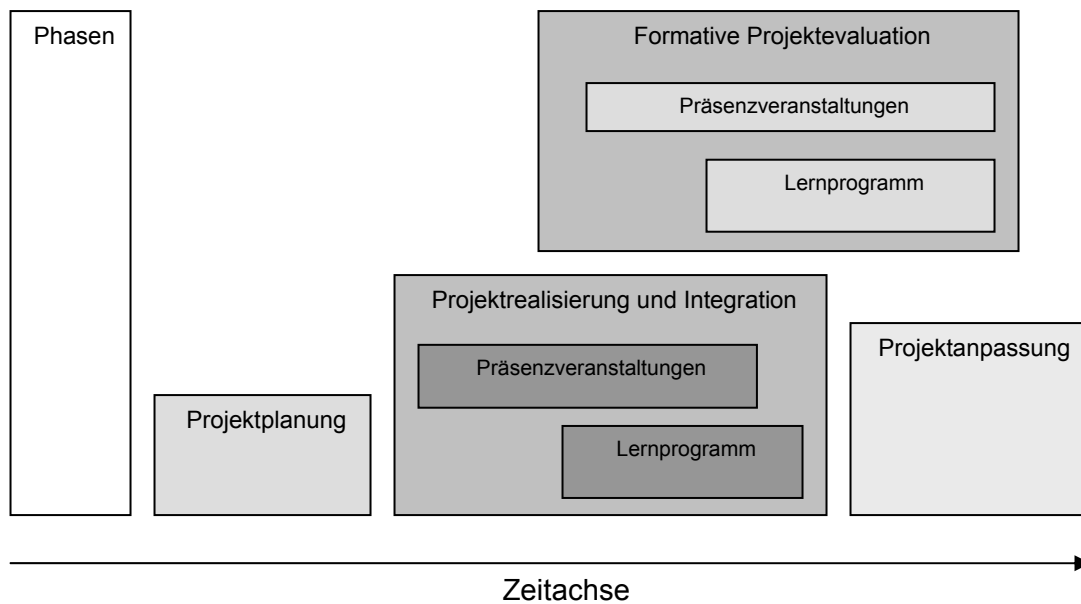 Phasen
Formative Projektevaluation
Präsenzveranstaltungen
Lernprogramm
Projektrealisierung und Integration
Präsenzveranstaltungen
Lernprogramm
Projektanpassung
Projektplanung
Zeitachse